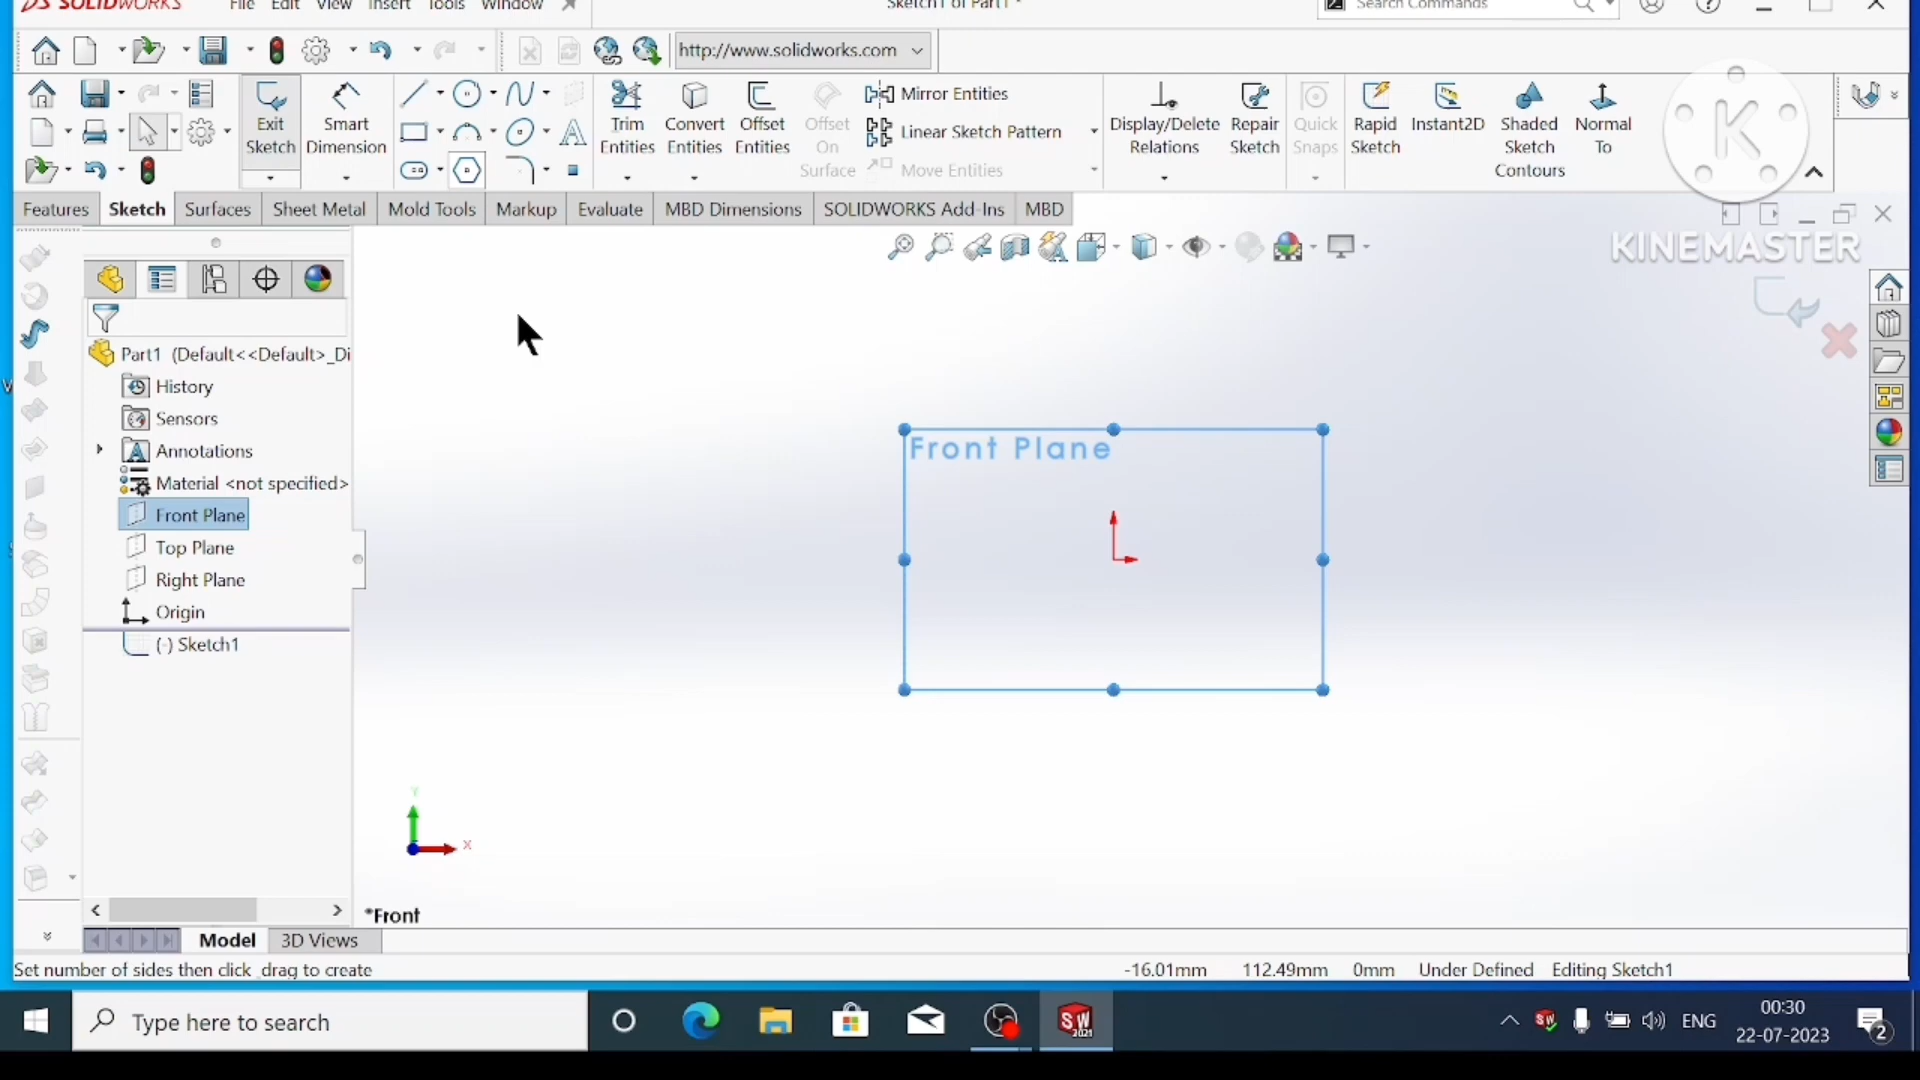 SOLIDWORKS
File Edit View Insert Tools Window
Sketch1 of Part1 *
Search Commands
http://www.solidworks.com
Exit Sketch
Smart Dimension
Trim Entities
Convert Entities
Offset Entities
Offset On Surface
Mirror Entities
Linear Sketch Pattern
Move Entities
Display/Delete Relations
Repair Sketch
Quick Snaps
Rapid Sketch
Instant2D
Shaded Sketch Contours
Normal To
K
KINEMASTER
Features Sketch Surfaces Sheet Metal Mold Tools Markup Evaluate MBD Dimensions SOLIDWORKS Add-Ins MBD
Part1 (Default<<Default>_Di
History
Sensors
Annotations
Material <not specified>
Front Plane
Top Plane
Right Plane
Origin
(-) Sketch1
Front Plane
Y
X
*Front
Model 3D Views
Set number of sides then click_drag to create
-16.01mm 112.49mm 0mm Under Defined Editing Sketch1
Type here to search
SW 2021
ENG
00:30
22-07-2023
2